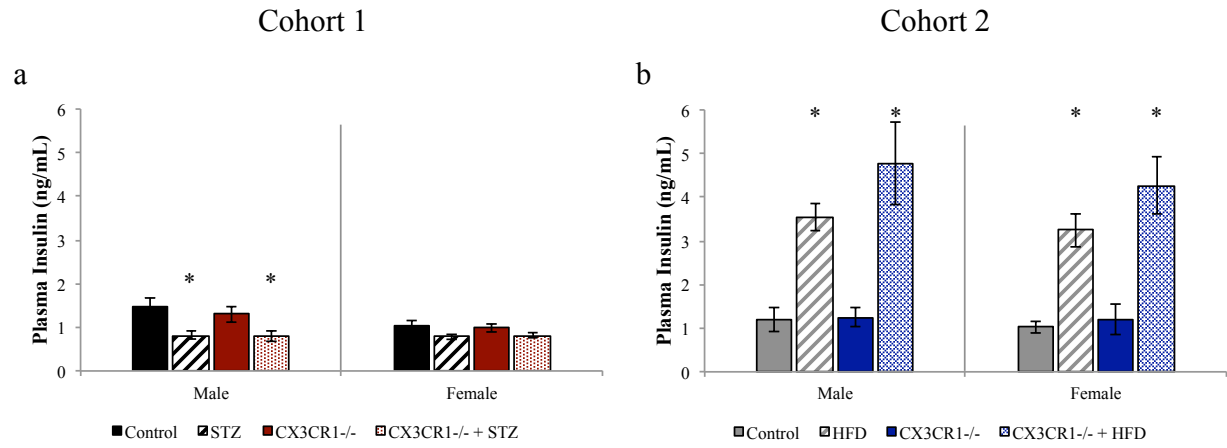 Cohort 1
Cohort 2
a
Plasma Insulin (ng/mL)
6
5
4
3
2
1
0
*
*
Male
Female
Control STZ CX3CR1-/- CX3CR1-/- + STZ
b
Plasma Insulin (ng/mL)
6
5
4
3
2
1
0
*
*
*
*
Male
Female
Control HFD CX3CR1-/- CX3CR1-/- + HFD